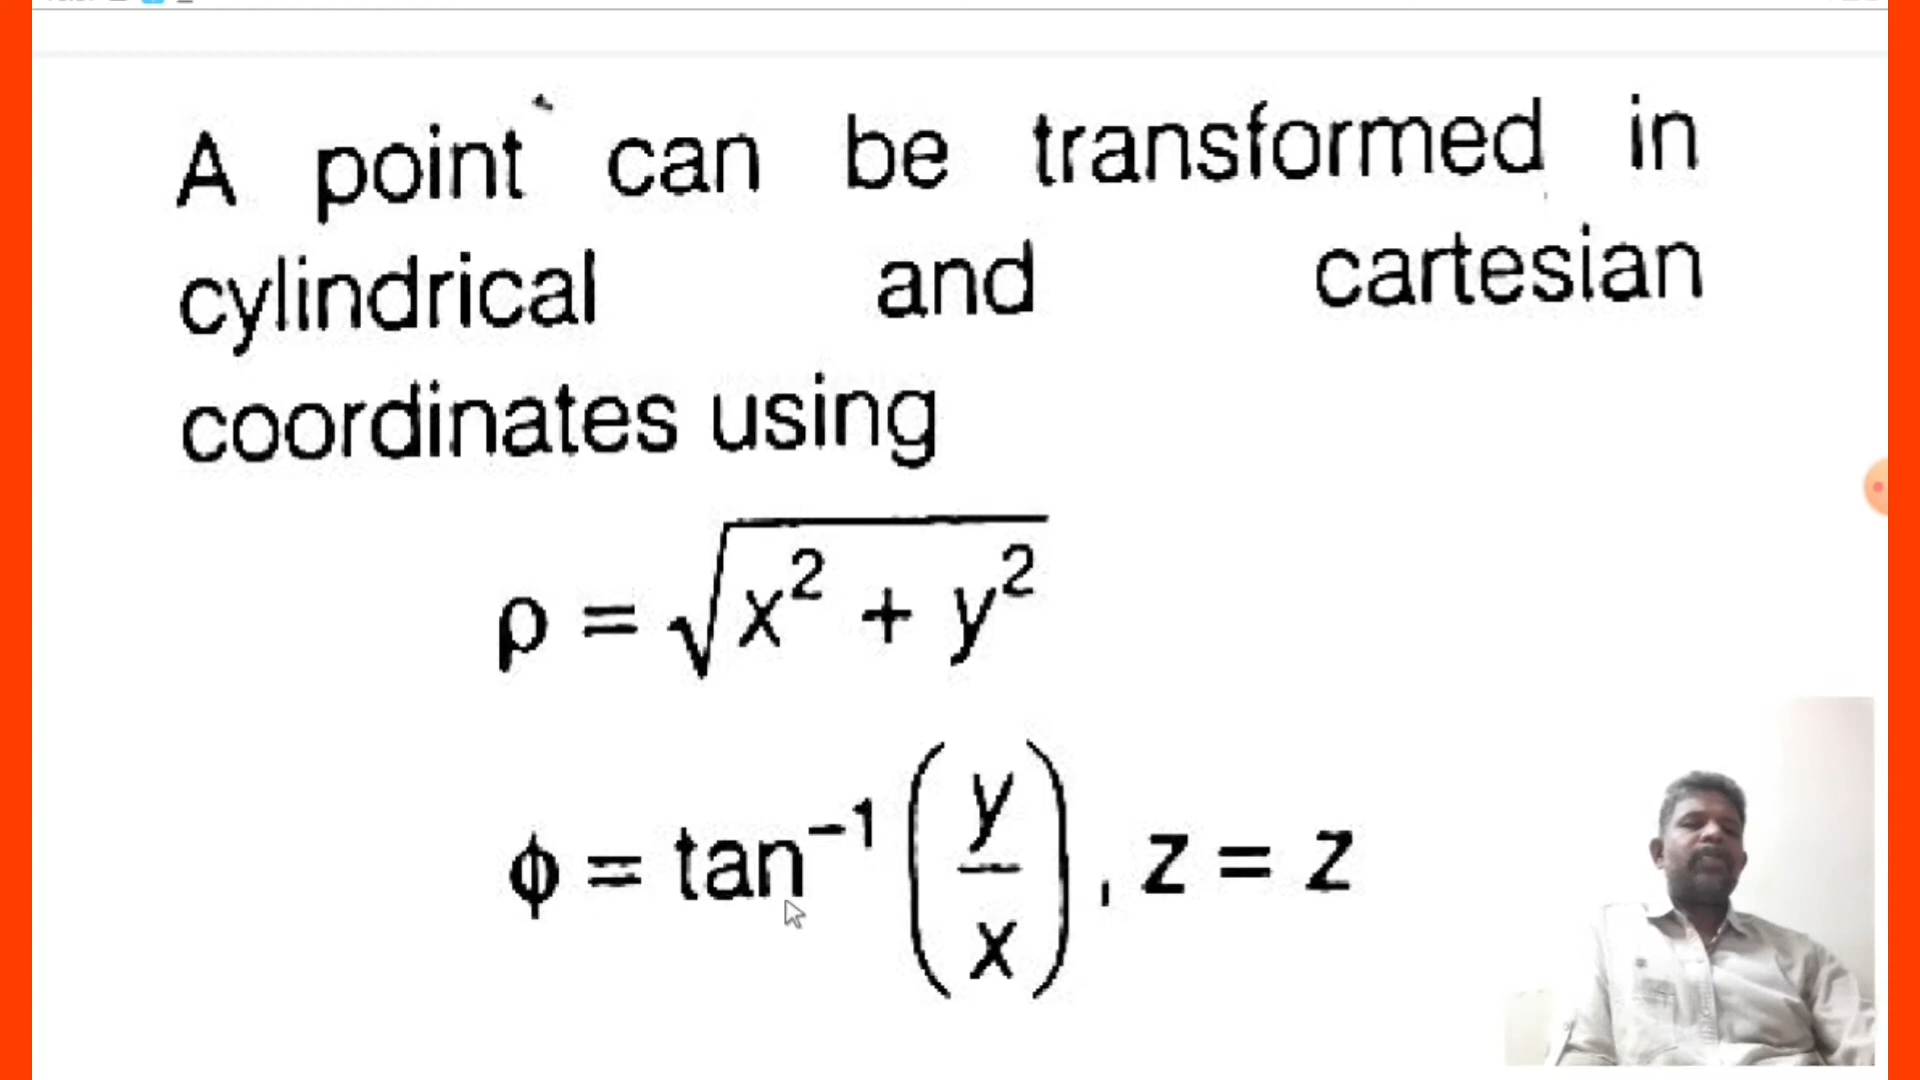 A point can be transformed in
cylindrical and cartesian
coordinates using
ρ = √x² + y²
ϕ = tan⁻¹ (y/x), z = z